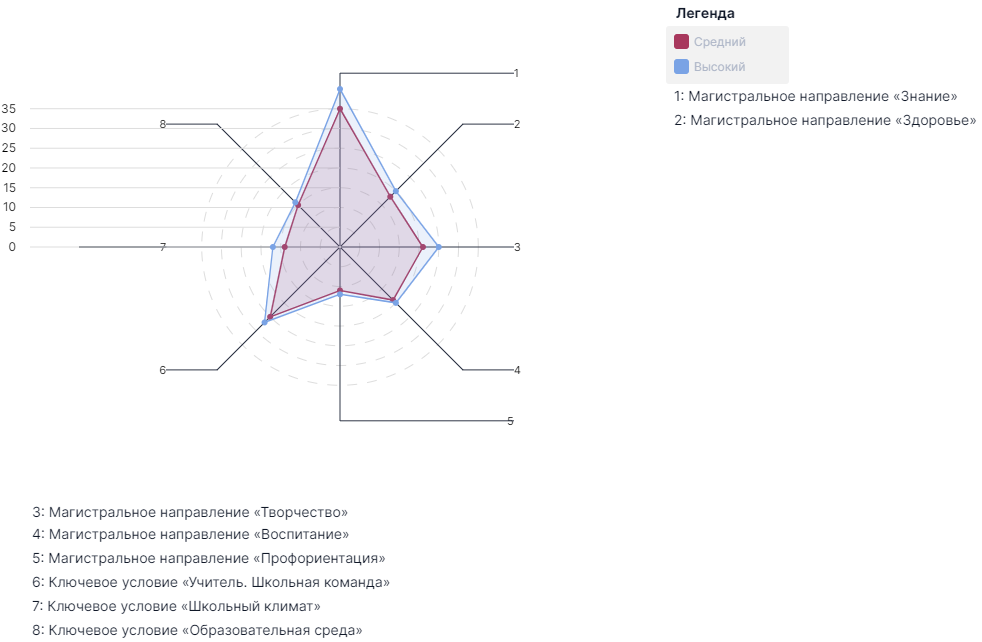 Легенда
Средний
Высокий
1: Магистральное направление «Знание»
2: Магистральное направление «Здоровье»
1
2
3
4
5
6
7
8
35
30
25
20
15
10
5
0
3: Магистральное направление «Творчество»
4: Магистральное направление «Воспитание»
5: Магистральное направление «Профориентация»
6: Ключевое условие «Учитель. Школьная команда»
7: Ключевое условие «Школьный климат»
8: Ключевое условие «Образовательная среда»